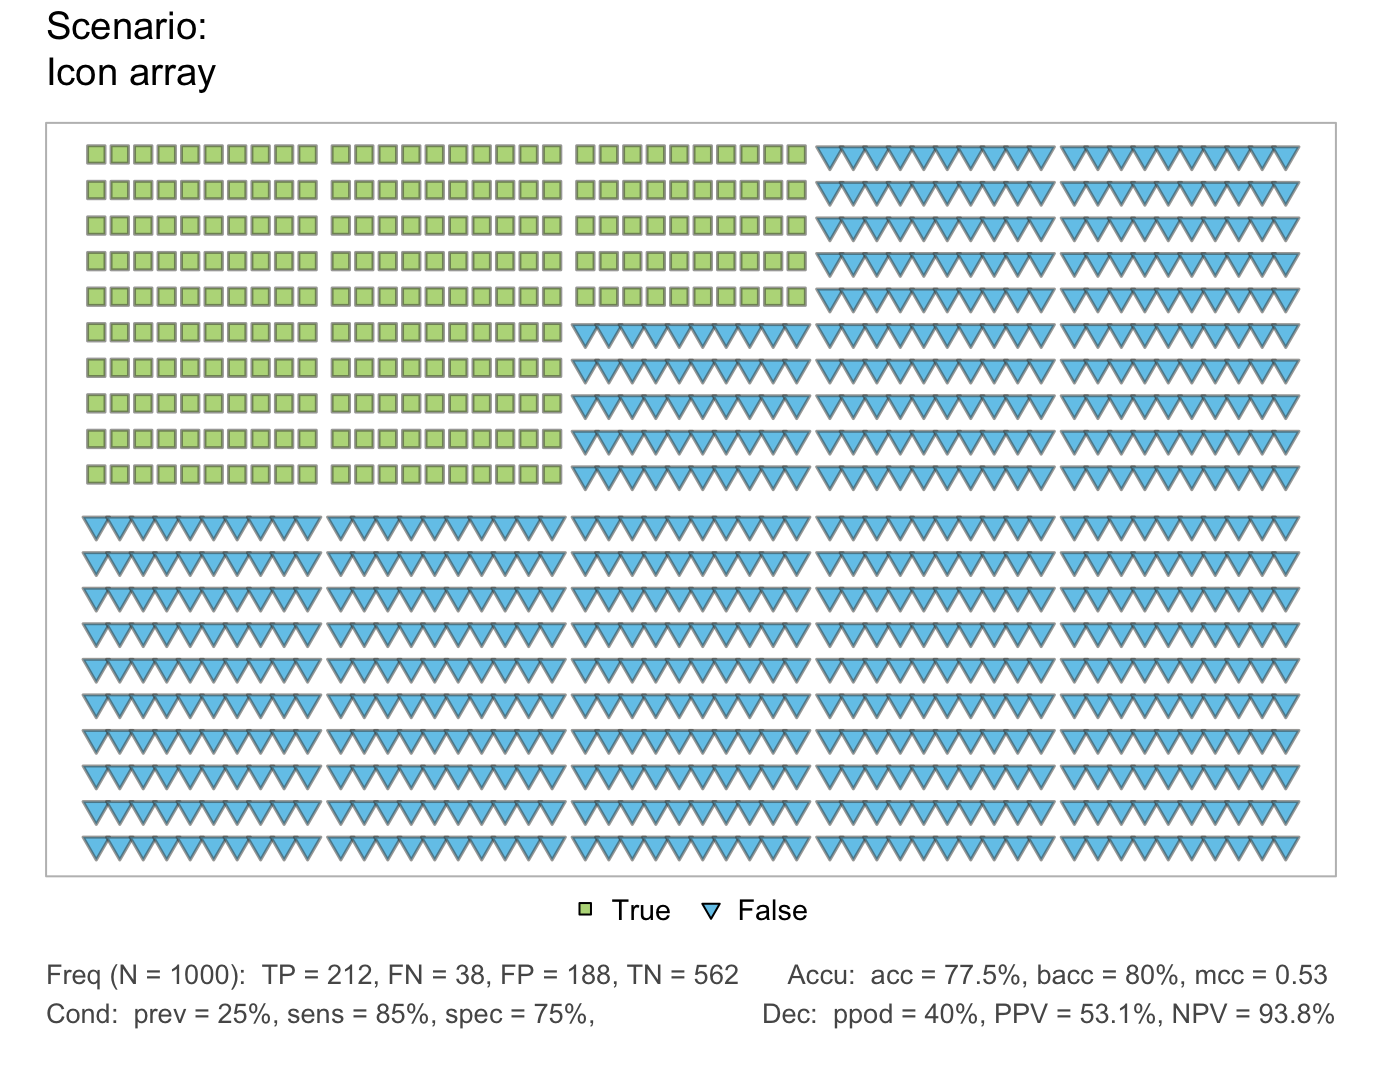 Scenario:
Icon array
True False
Freq (N = 1000): TP = 212, FN = 38, FP = 188, TN = 562 Accu: acc = 77.5%, bacc = 80%, mcc = 0.53
Cond: prev = 25%, sens = 85%, spec = 75%, Dec: ppod = 40%, PPV = 53.1%, NPV = 93.8%